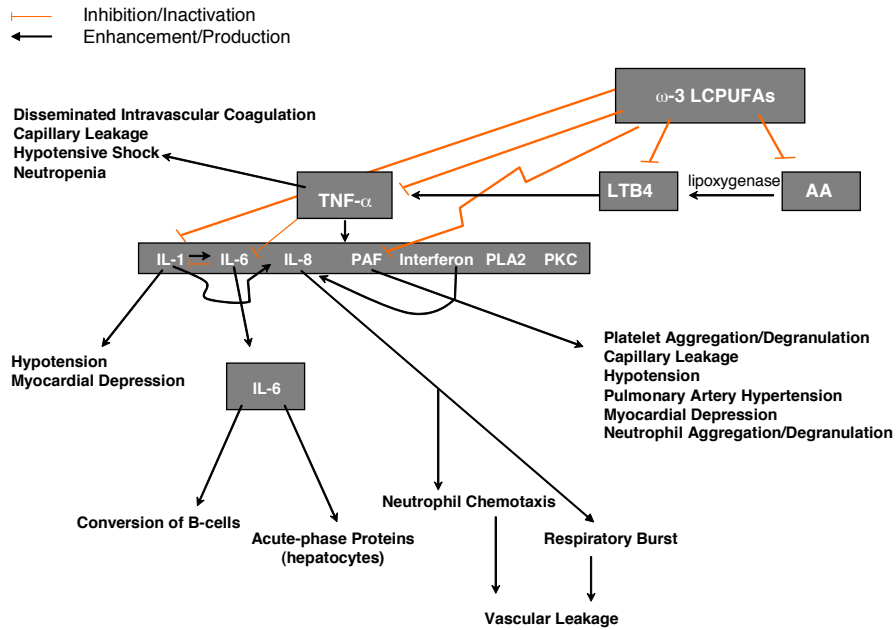 Inhibition/Inactivation
Enhancement/Production
ω-3 LCPUFAs
Disseminated Intravascular Coagulation
Capillary Leakage
Hypotensive Shock
Neutropenia
TNF-α
LTB4
lipoxygenase
AA
IL-1 IL-6 IL-8 PAF Interferon PLA2 PKC
Hypotension
Myocardial Depression
IL-6
Platelet Aggregation/Degranulation
Capillary Leakage
Hypotension
Pulmonary Artery Hypertension
Myocardial Depression
Neutrophil Aggregation/Degranulation
Conversion of B-cells
Acute-phase Proteins
(hepatocytes)
Neutrophil Chemotaxis
Respiratory Burst
Vascular Leakage